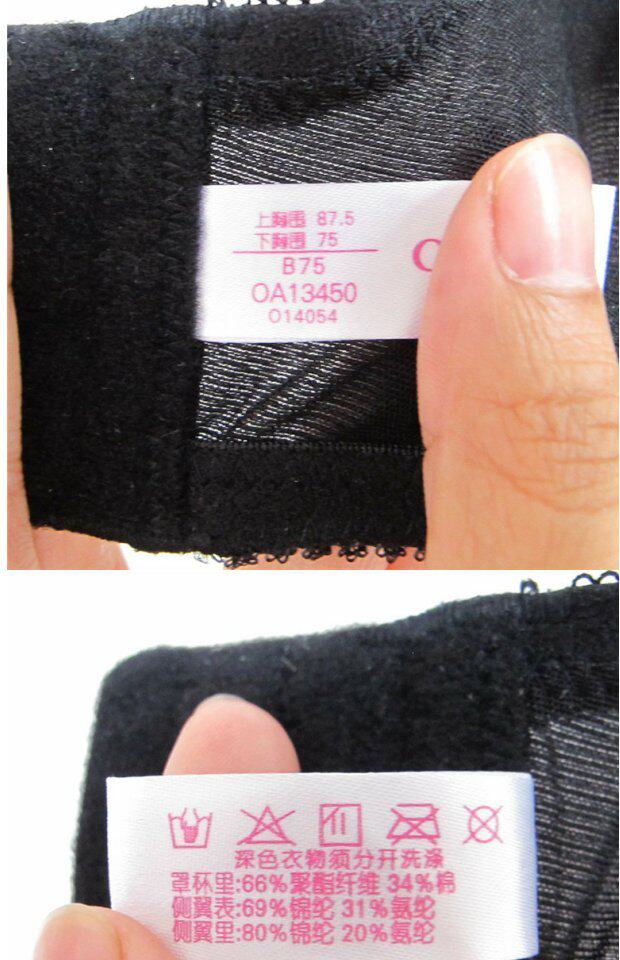 上胸围 87.5
下胸围 75
B75
OA13450
O14054
深色衣物须分开洗涤
罩杯里:66%聚酯纤维 34%棉
侧翼表:69%锦纶 31%氨纶
侧翼里:80%锦纶 20%氨纶